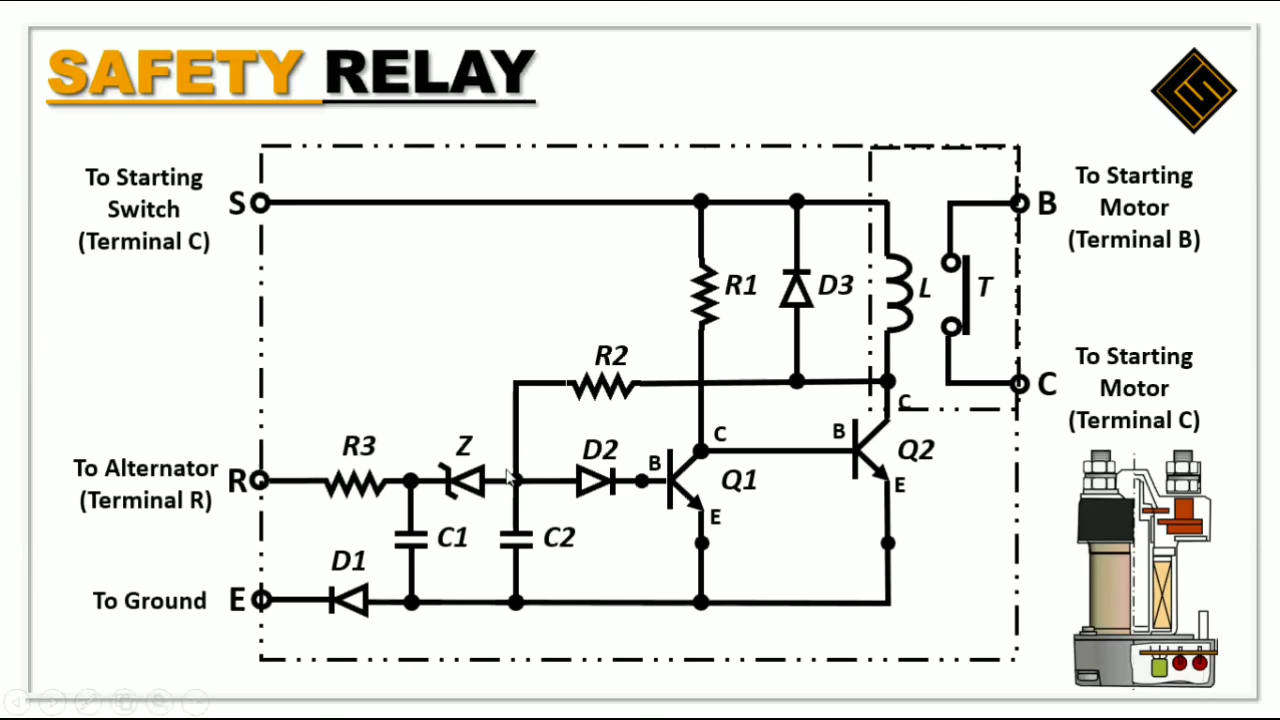 SAFETY RELAY
To Starting
Switch
(Terminal C)
S
B
To Starting
Motor
(Terminal B)
R1
D3
L
T
R2
To Starting
Motor
(Terminal C)
C
C
R3
Z
D2
B
C
Q1
E
B
Q2
E
To Alternator
(Terminal R)
R
C1
C2
D1
To Ground
E